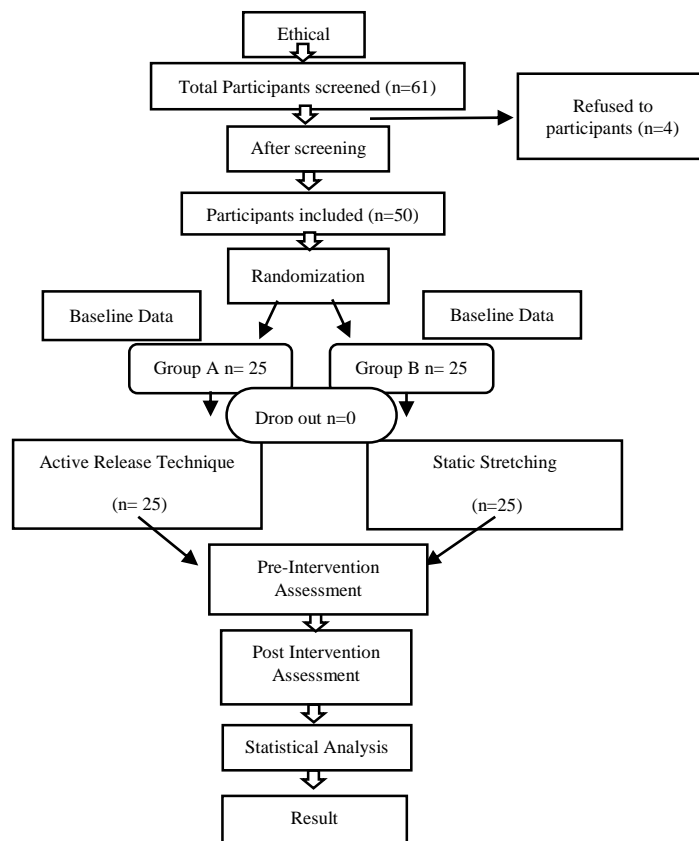 Ethical
Total Participants screened (n=61)
Refused to
participants (n=4)
After screening
Participants included (n=50)
Randomization
Baseline Data
Baseline Data
Group A n= 25
Group B n= 25
Drop out n=0
Active Release Technique
(n= 25)
Static Stretching
(n=25)
Pre-Intervention
Assessment
Post Intervention
Assessment
Statistical Analysis
Result